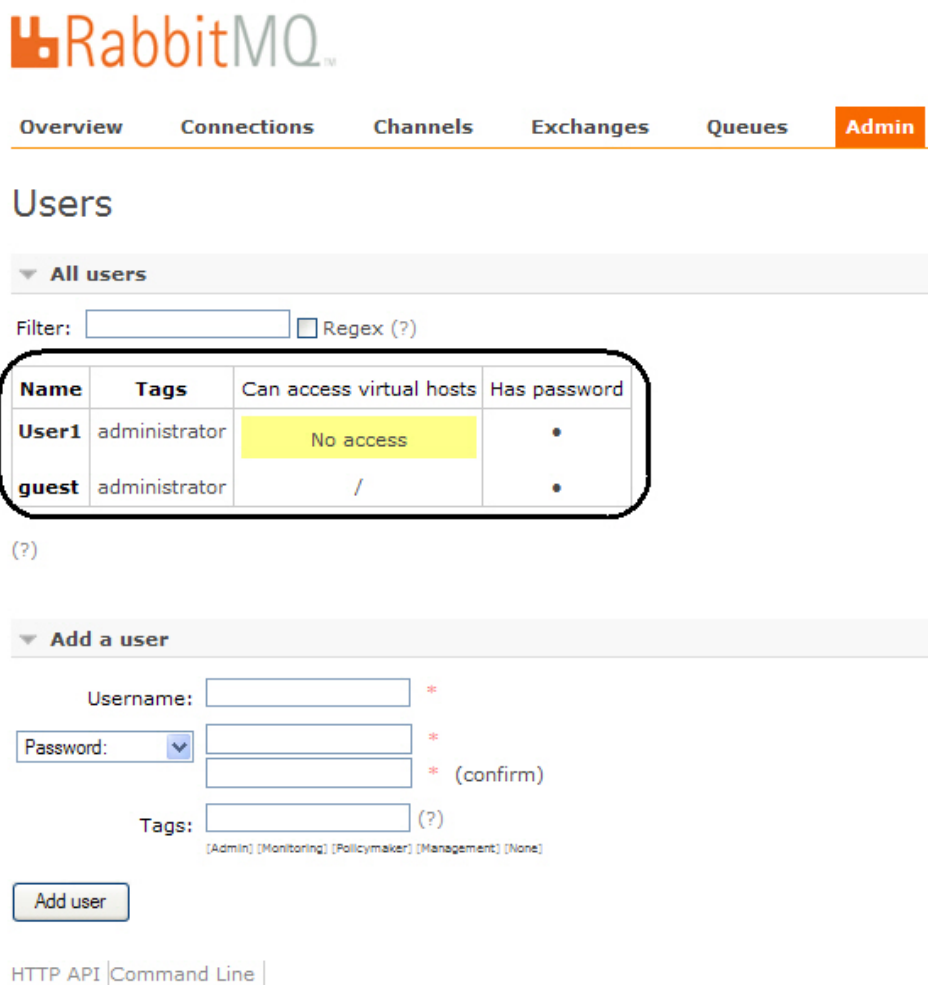 RabbitMQ™
Overview Connections Channels Exchanges Queues Admin
Users
All users
Filter: Regex (?)
Name Tags Can access virtual hosts Has password
User1 administrator No access •
guest administrator / •
(?)
Add a user
Username: *
Password: *
* (confirm)
Tags: (?)
[Admin] [Monitoring] [Policymaker] [Management] [None]
Add user
HTTP API Command Line